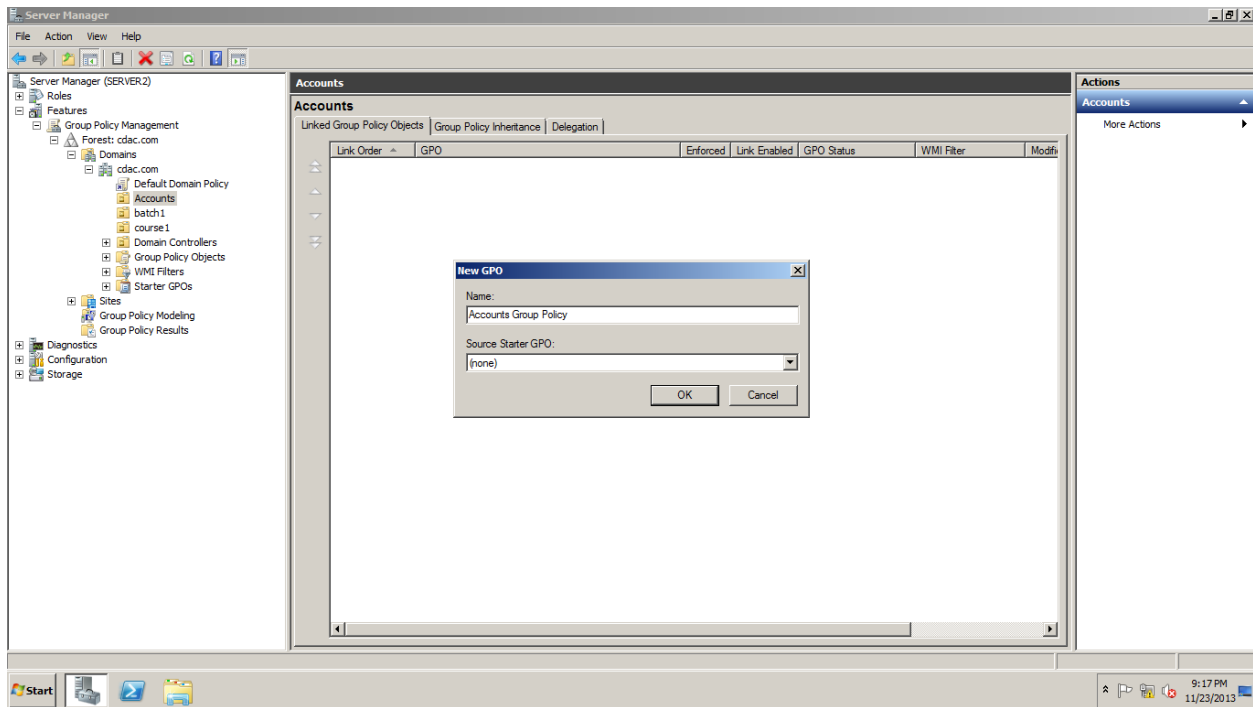 Server Manager
File Action View Help
Server Manager (SERVER2)
Roles
Features
Group Policy Management
Forest: cdac.com
Domains
cdac.com
Default Domain Policy
Accounts
batch1
course1
Domain Controllers
Group Policy Objects
WMI Filters
Starter GPOs
Sites
Group Policy Modeling
Group Policy Results
Diagnostics
Configuration
Storage
Accounts
Accounts
Linked Group Policy Objects Group Policy Inheritance Delegation
Link Order GPO Enforced Link Enabled GPO Status WMI Filter Modifi
New GPO
Name:
Accounts Group Policy
Source Starter GPO:
(none)
OK Cancel
Actions
Accounts
More Actions
Start
9:17 PM
11/23/2013